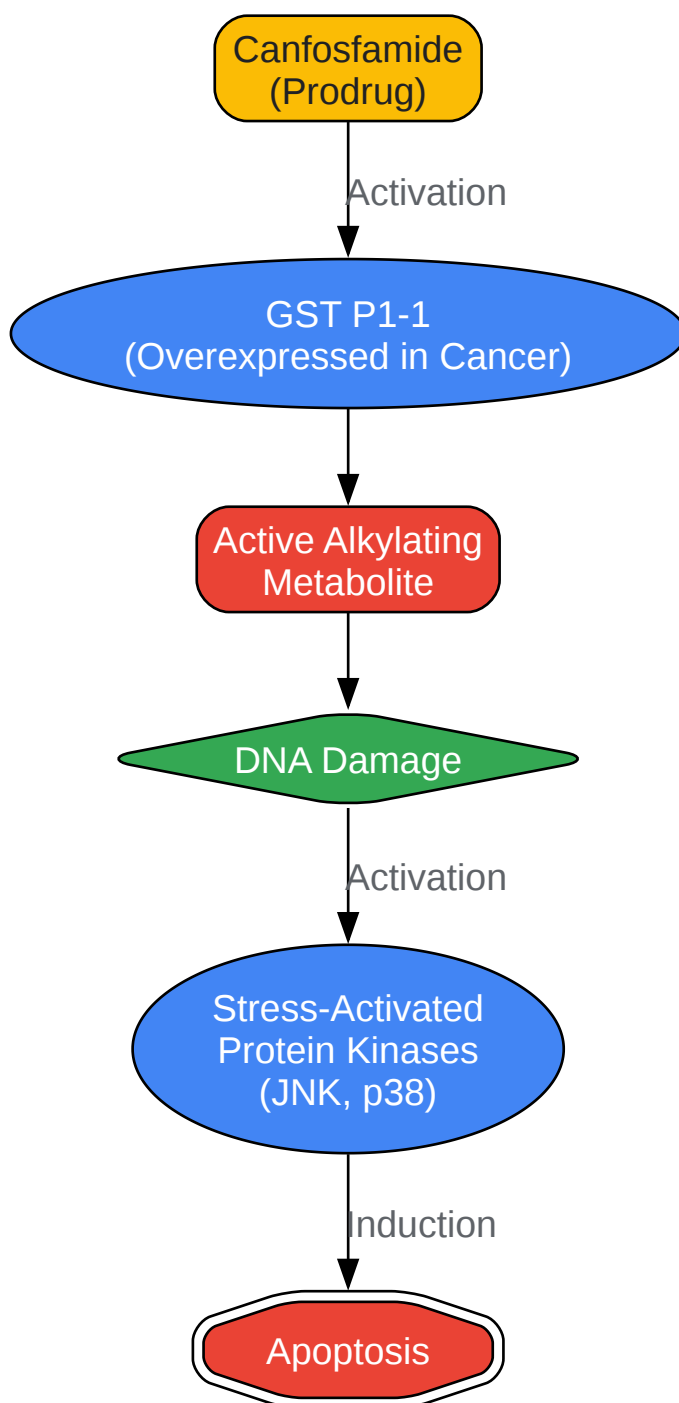 Canfosfamide
(Prodrug)
Activation
GST P1-1
(Overexpressed in Cancer)
Active Alkylating
Metabolite
DNA Damage
Activation
Stress-Activated
Protein Kinases
(JNK, p38)
Induction
Apoptosis